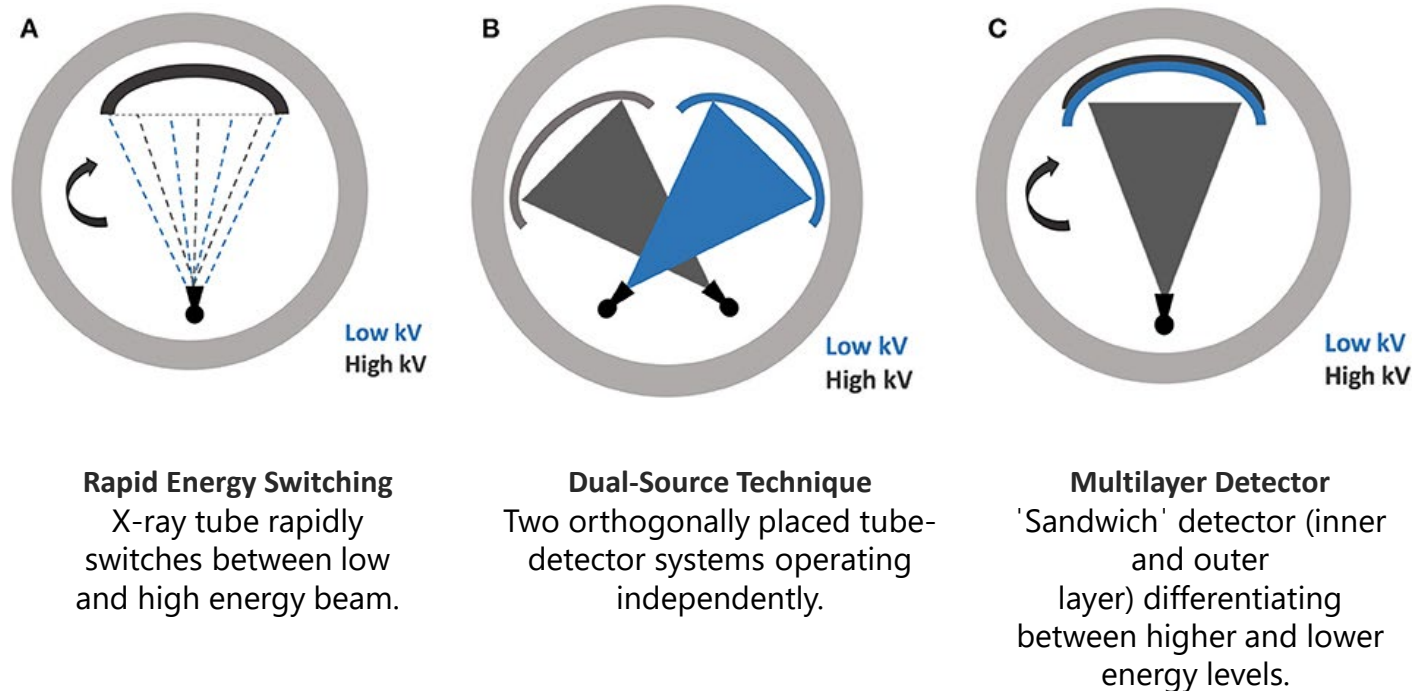 A
Low kV
High kV
B
Low kV
High kV
C
Low kV
High kV
Rapid Energy Switching
X-ray tube rapidly
switches between low
and high energy beam.
Dual-Source Technique
Two orthogonally placed tube-
detector systems operating
independently.
Multilayer Detector
'Sandwich' detector (inner
and outer
layer) differentiating
between higher and lower
energy levels.